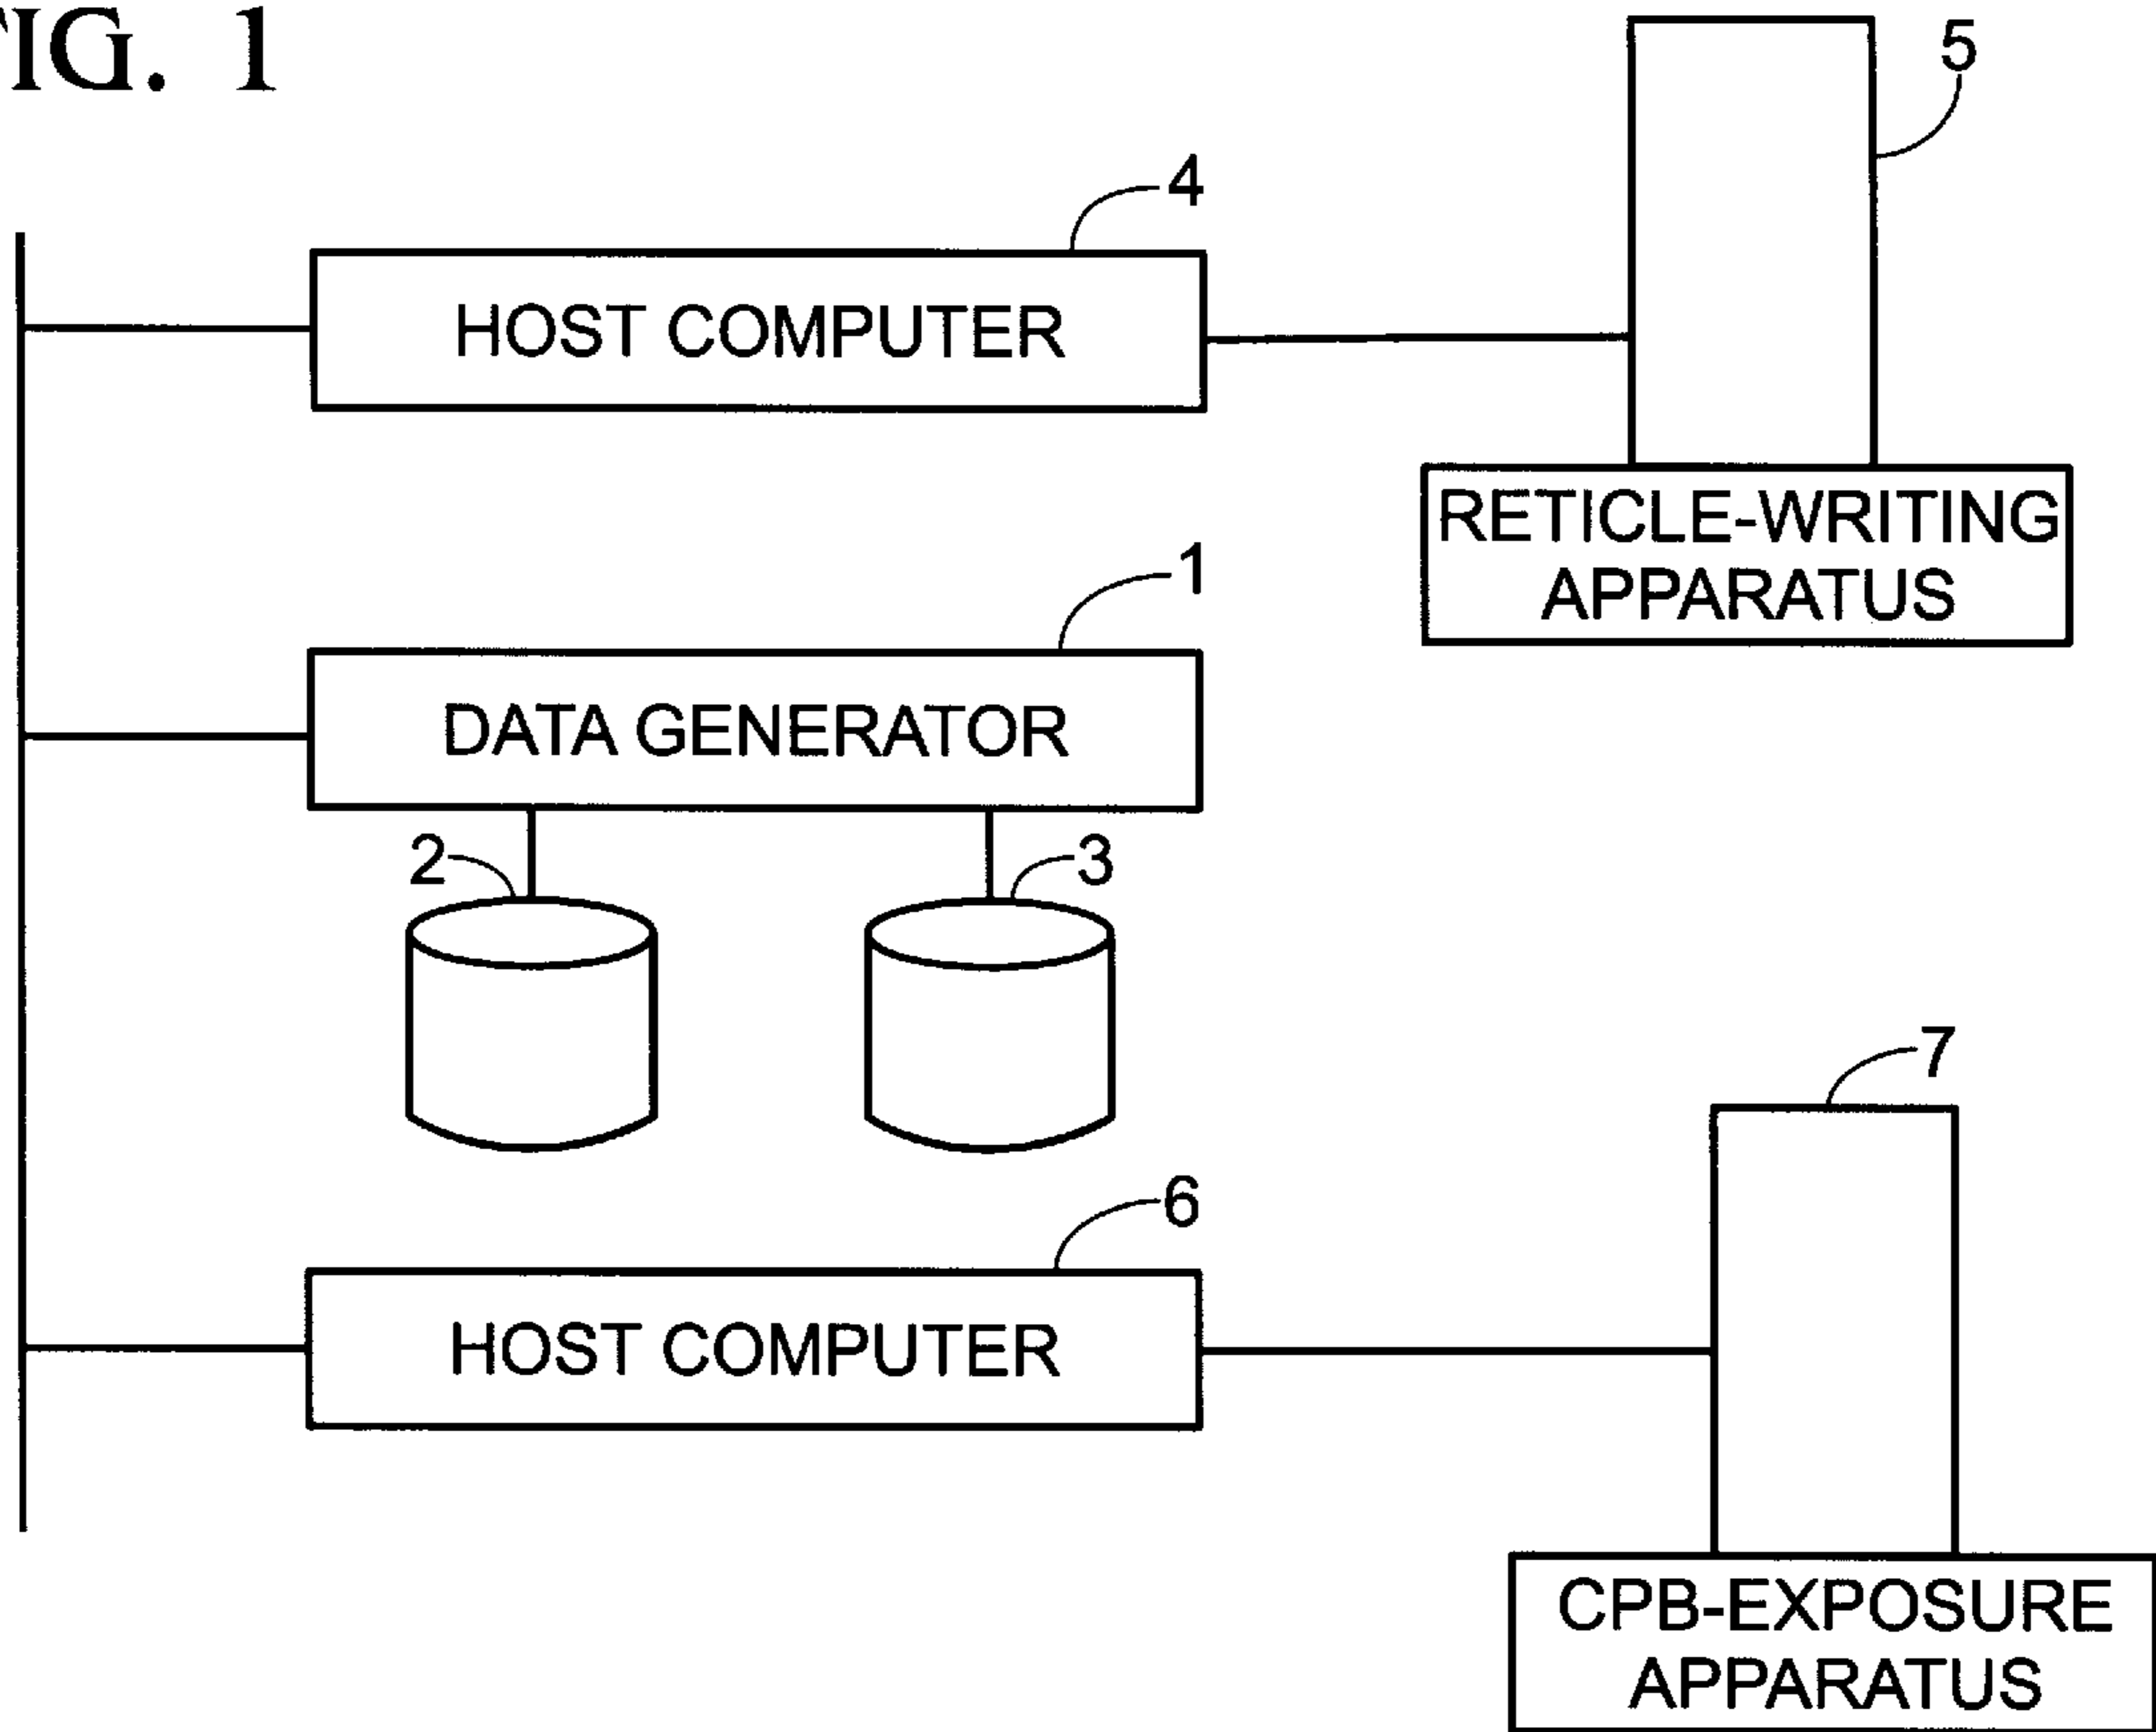 FIG. 1
5
4
HOST COMPUTER
RETICLE-WRITING
APPARATUS
1
DATA GENERATOR
2
3
7
6
HOST COMPUTER
CPB-EXPOSURE
APPARATUS